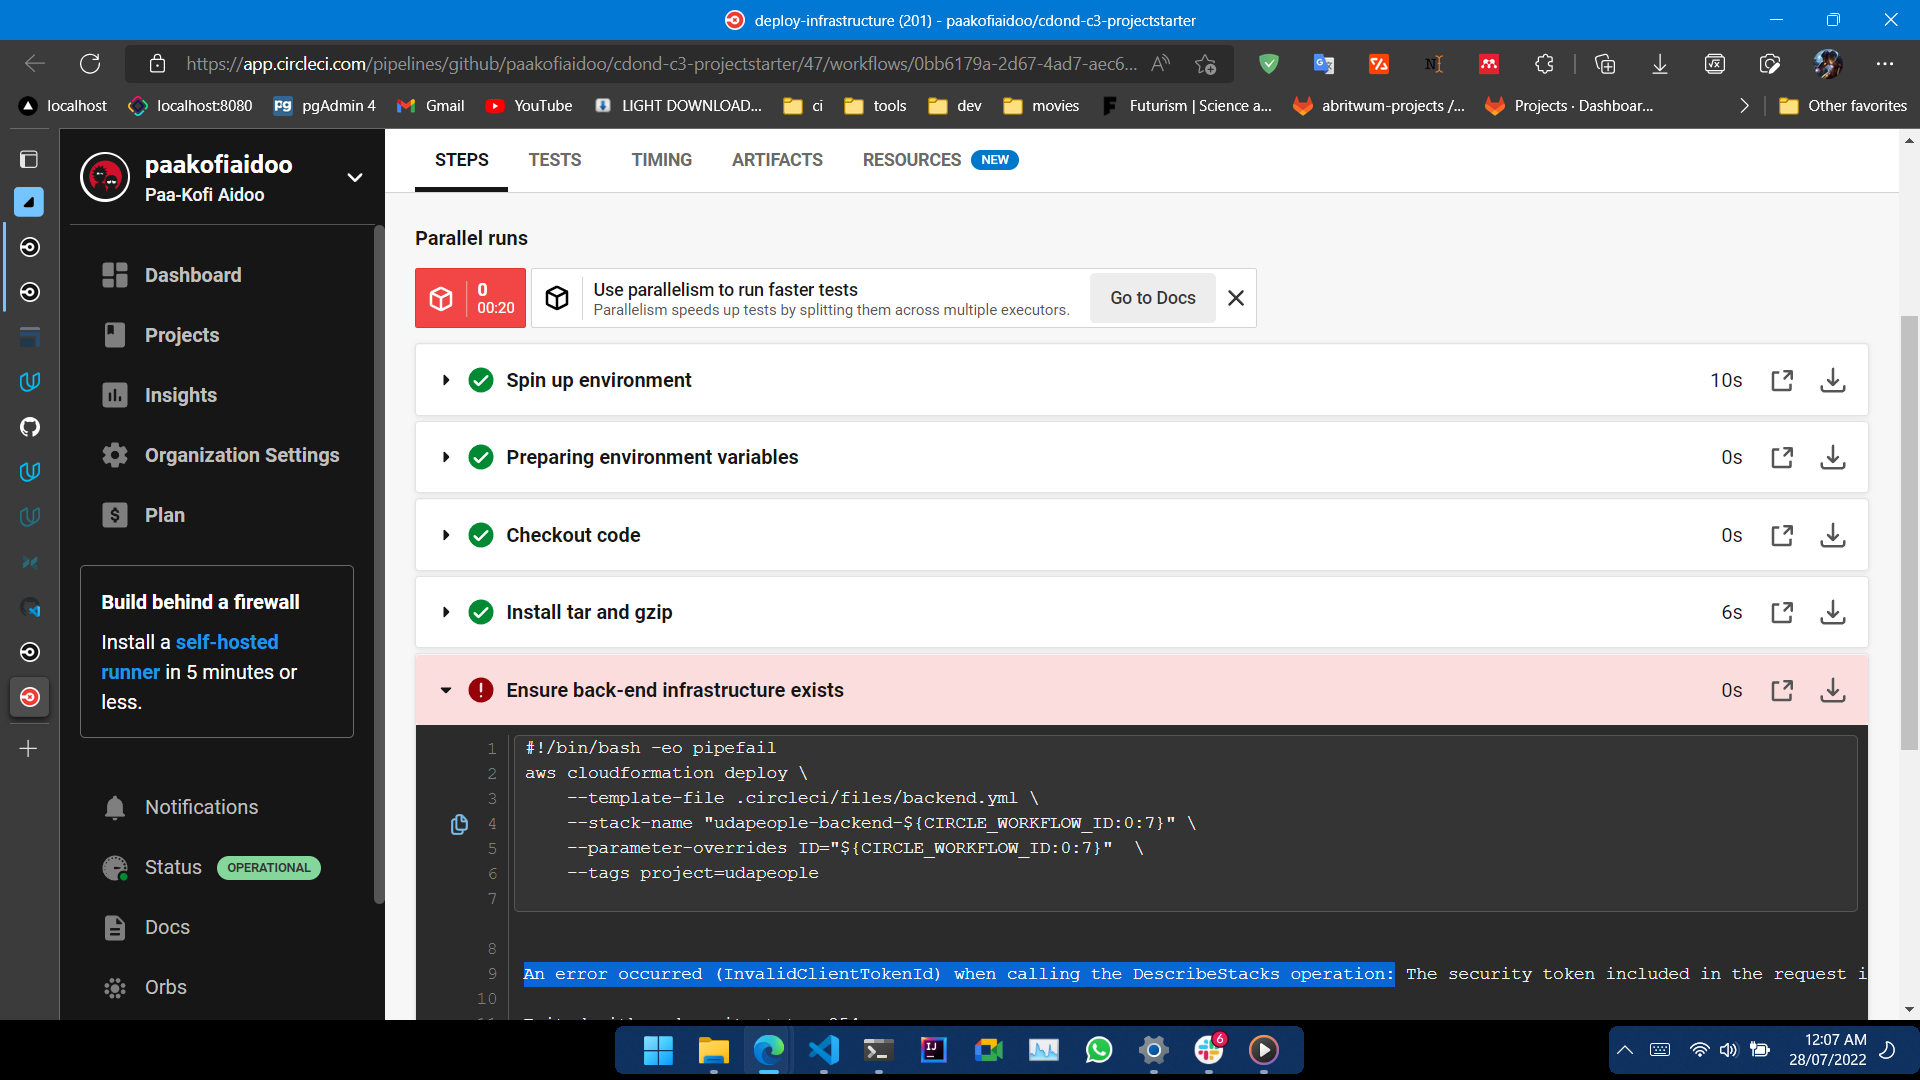 deploy-infrastructure (201) - paakofiaidoo/cdond-c3-projectstarter
https://app.circleci.com/pipelines/github/paakofiaidoo/cdond-c3-projectstarter/47/workflows/0bb6179a-2d67-4ad7-aec6...
localhost localhost:8080 pgAdmin 4 Gmail YouTube LIGHT DOWNLOAD... ci tools dev movies Futurism | Science a... abritwum-projects /... Projects · Dashboar... Other favorites
paakofiaidoo
Paa-Kofi Aidoo
Dashboard
Projects
Insights
Organization Settings
Plan
Build behind a firewall
Install a self-hosted
runner in 5 minutes or
less.
Notifications
Status OPERATIONAL
Docs
Orbs
STEPS TESTS TIMING ARTIFACTS RESOURCES NEW
Parallel runs
0
00:20
Use parallelism to run faster tests
Parallelism speeds up tests by splitting them across multiple executors.
Go to Docs
Spin up environment 10s
Preparing environment variables 0s
Checkout code 0s
Install tar and gzip 6s
Ensure back-end infrastructure exists 0s
1 #!/bin/bash -eo pipefail
2 aws cloudformation deploy \
3 --template-file .circleci/files/backend.yml \
4 --stack-name "udapeople-backend-${CIRCLE_WORKFLOW_ID:0:7}" \
5 --parameter-overrides ID="${CIRCLE_WORKFLOW_ID:0:7}" \
6 --tags project=udapeople
7
8
9 An error occurred (InvalidClientTokenId) when calling the DescribeStacks operation: The security token included in the request i
10
6
12:07 AM
28/07/2022